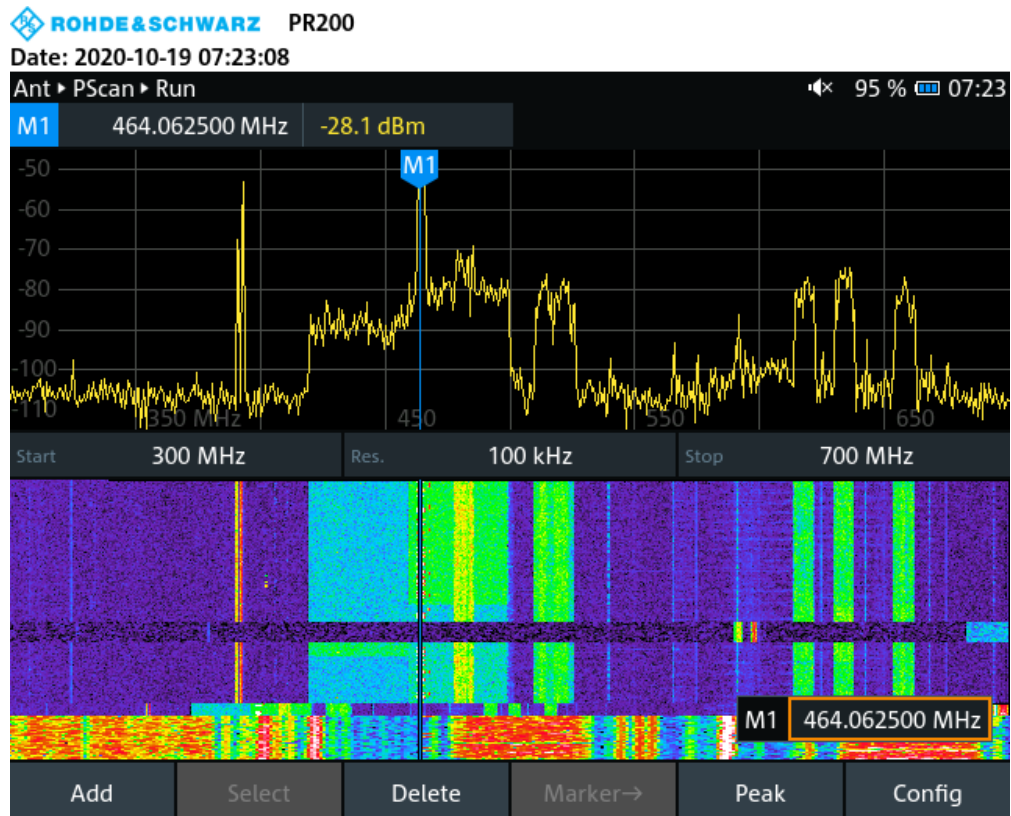 ROHDE&SCHWARZ PR200
Date: 2020-10-19 07:23:08
Ant ▸ PScan ▸ Run 95 % 07:23
M1 464.062500 MHz -28.1 dBm
M1
-50
-60
-70
-80
-90
-100
-110 350 MHz 450 550 650
Start 300 MHz Res. 100 kHz Stop 700 MHz
M1 464.062500 MHz
Add Select Delete Marker→ Peak Config